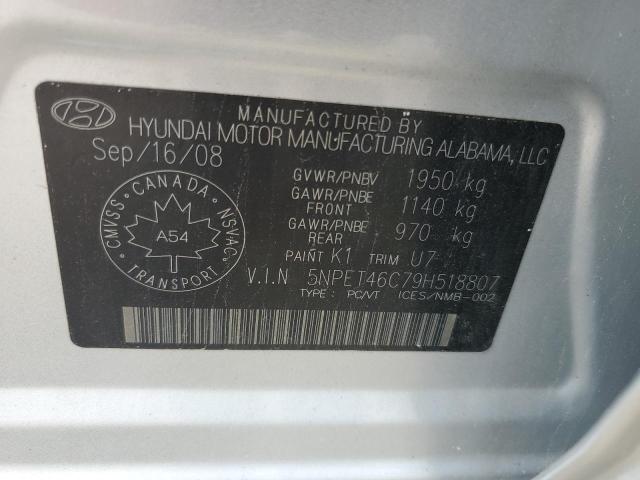 MANUFACTURED BY
HYUNDAI MOTOR MANUFACTURING ALABAMA, LLC
Sep/16/08
GVWR/PNBV 1950 kg
GAWR/PNBE FRONT 1140 kg
GAWR/PNBE REAR 970 kg
PAINT K1 TRIM U7
V.I.N 5NPET46C79H518807
TYPE : PC/VT ICES/NMB-002
CANADA
CMVSS
NSVAC
A54
TRANSPORT